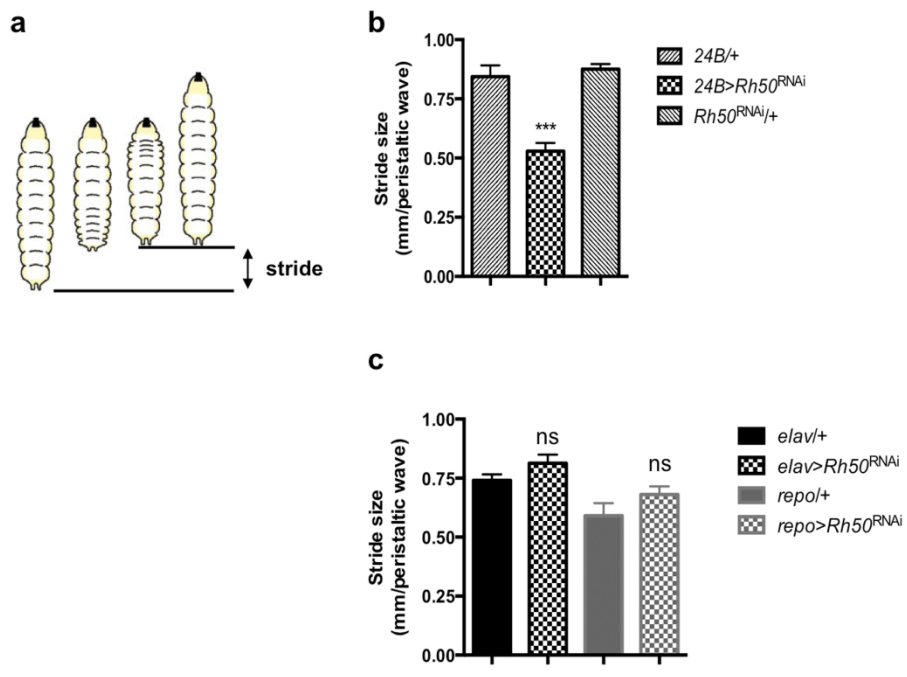 a
stride
b
Stride size
(mm/peristaltic wave)
1.00
0.75
0.50
0.25
0.00
***
24B/+
24B>Rh50RNAi
Rh50RNAi/+
c
Stride size
(mm/peristaltic wave)
1.00
0.75
0.50
0.25
0.00
ns
ns
elav/+
elav>Rh50RNAi
repo/+
repo>Rh50RNAi